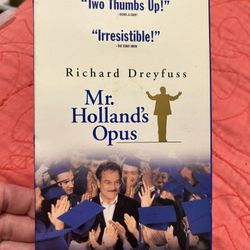 "Two Thumbs Up!"
"Irresistible!"
Richard Dreyfuss
Mr.
Holland's
Opus